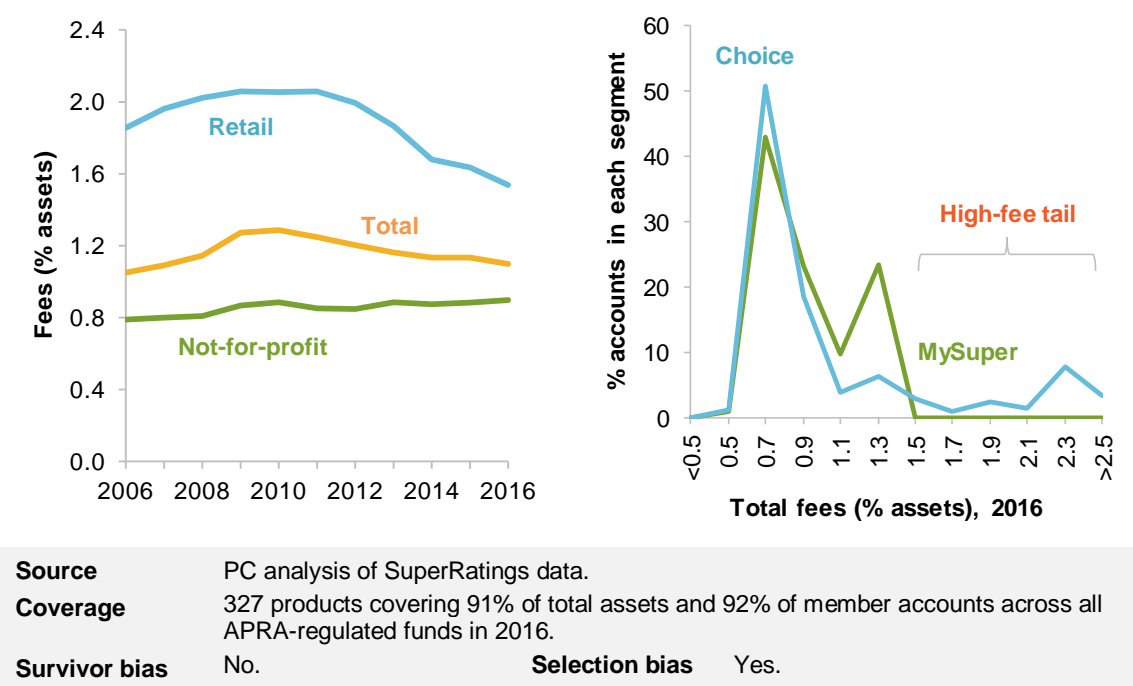 2.4
2.0
1.6
1.2
0.8
0.4
0.0
Fees (% assets)
Retail
Total
Not-for-profit
2006 2008 2010 2012 2014 2016
60
50
40
30
20
10
0
% accounts in each segment
Choice
High-fee tail
MySuper
<0.5 0.5 0.7 0.9 1.1 1.3 1.5 1.7 1.9 2.1 2.3 >2.5
Total fees (% assets), 2016
Source PC analysis of SuperRatings data.
Coverage 327 products covering 91% of total assets and 92% of member accounts across all
APRA-regulated funds in 2016.
Survivor bias No. Selection bias Yes.